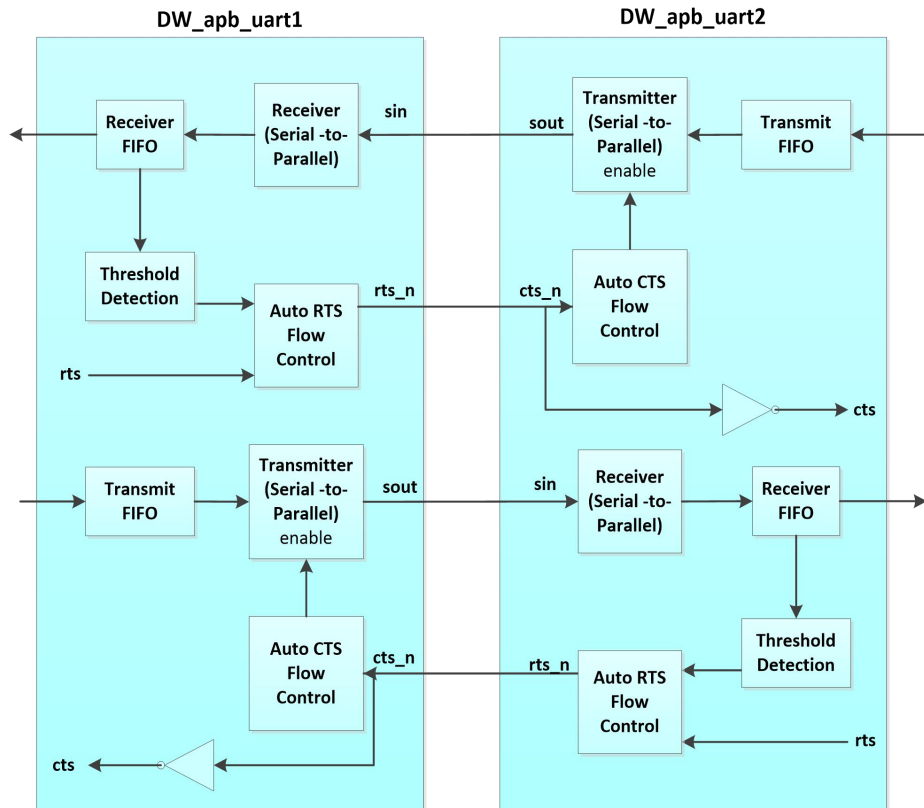 DW_apb_uart1
DW_apb_uart2
Receiver
FIFO
Receiver
(Serial -to-
Parallel)
sin
sout
Transmitter
(Serial -to-
Parallel)
enable
Transmit
FIFO
Threshold
Detection
Auto RTS
Flow
Control
rts_n
cts_n
Auto CTS
Flow
Control
rts
cts
Transmit
FIFO
Transmitter
(Serial -to-
Parallel)
enable
sout
sin
Receiver
(Serial -to-
Parallel)
Receiver
FIFO
Auto CTS
Flow
Control
cts_n
rts_n
Auto RTS
Flow
Control
Threshold
Detection
cts
rts